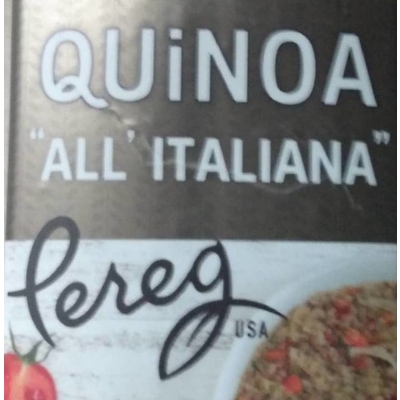 QUiNOA
"ALL' ITALIANA"
Pereg
USA